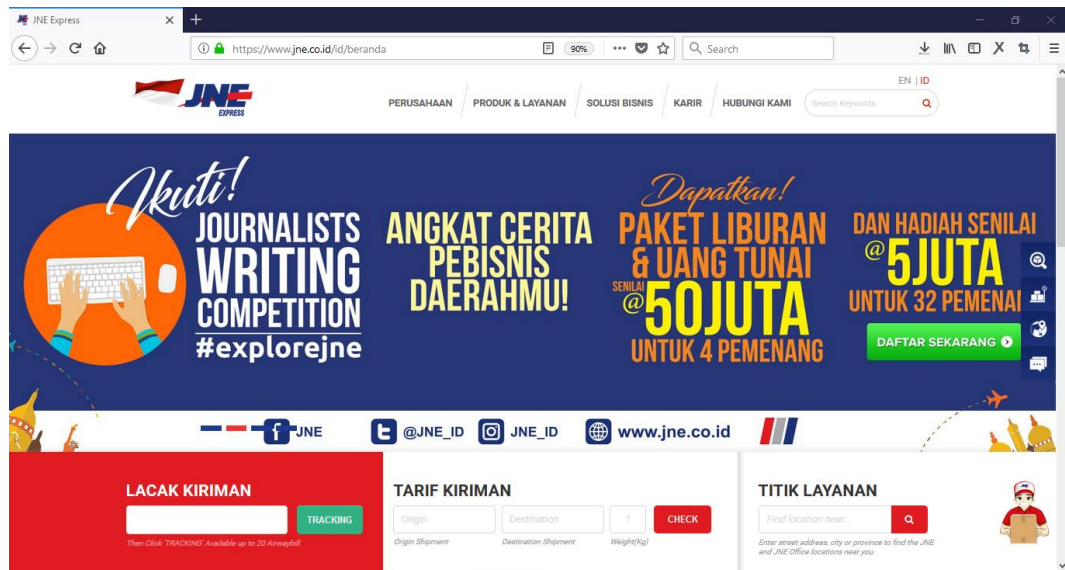 JNE Express
https://www.jne.co.id/id/beranda
90%
Search
JNE
EXPRESS
PERUSAHAAN
PRODUK & LAYANAN
SOLUSI BISNIS
KARIR
HUBUNGI KAMI
EN | ID
Search Keywords
Ikuti!
JOURNALISTS
WRITING
COMPETITION
#explorejne
ANGKAT CERITA
PEBISNIS
DAERAHMU!
Dapatkan!
PAKET LIBURAN
& UANG TUNAI
SENILAI
@50JUTA
UNTUK 4 PEMENANG
DAN HADIAH SENILAI
@5JUTA
UNTUK 32 PEMENA
DAFTAR SEKARANG
JNE
@JNE_ID
JNE_ID
www.jne.co.id
LACAK KIRIMAN
TRACKING
Then Click 'TRACKING' Available up to 20 Airwaybill
TARIF KIRIMAN
Origin
Destination
1
CHECK
Origin Shipment
Destination Shipment
Weight(Kg)
TITIK LAYANAN
Find location near...
Enter street address, city or province to find the JNE
and JNE Office locations near you.